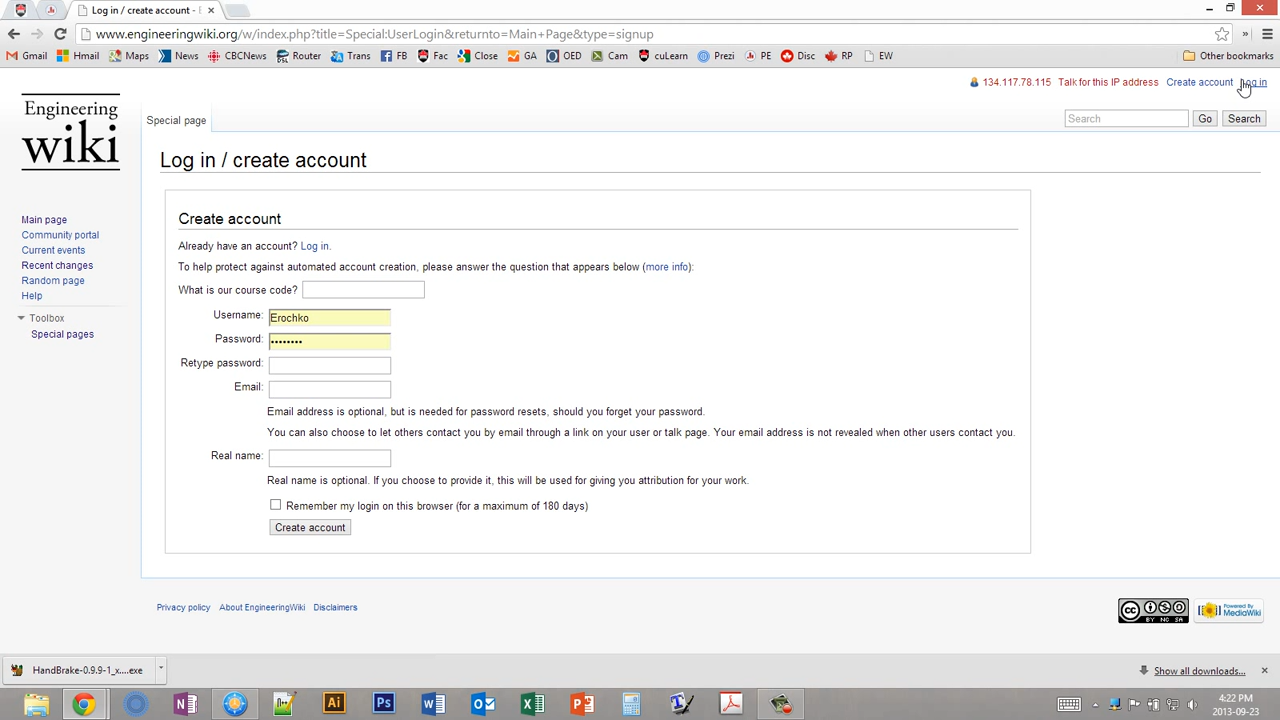 Log in / create account - E
www.engineeringwiki.org/w/index.php?title=Special:UserLogin&returnto=Main+Page&type=signup
Gmail Hmail Maps News CBCNews Router Trans FB Fac Close GA OED Cam cuLearn Prezi PE Disc RP EW Other bookmarks
134.117.78.115 Talk for this IP address Create account Log in
Engineering
wiki
Special page
Search Go Search
Log in / create account
Main page
Community portal
Current events
Recent changes
Random page
Help
Toolbox
Special pages
Create account
Already have an account? Log in.
To help protect against automated account creation, please answer the question that appears below (more info):
What is our course code?
Username: Erochko
Password: ••••••••
Retype password:
Email:
Email address is optional, but is needed for password resets, should you forget your password.
You can also choose to let others contact you by email through a link on your user or talk page. Your email address is not revealed when other users contact you.
Real name:
Real name is optional. If you choose to provide it, this will be used for giving you attribution for your work.
Remember my login on this browser (for a maximum of 180 days)
Create account
Privacy policy About EngineeringWiki Disclaimers
CC BY NC SA
Powered By MediaWiki
HandBrake-0.9.9-1_x....exe
Show all downloads...
4:22 PM
2013-09-23